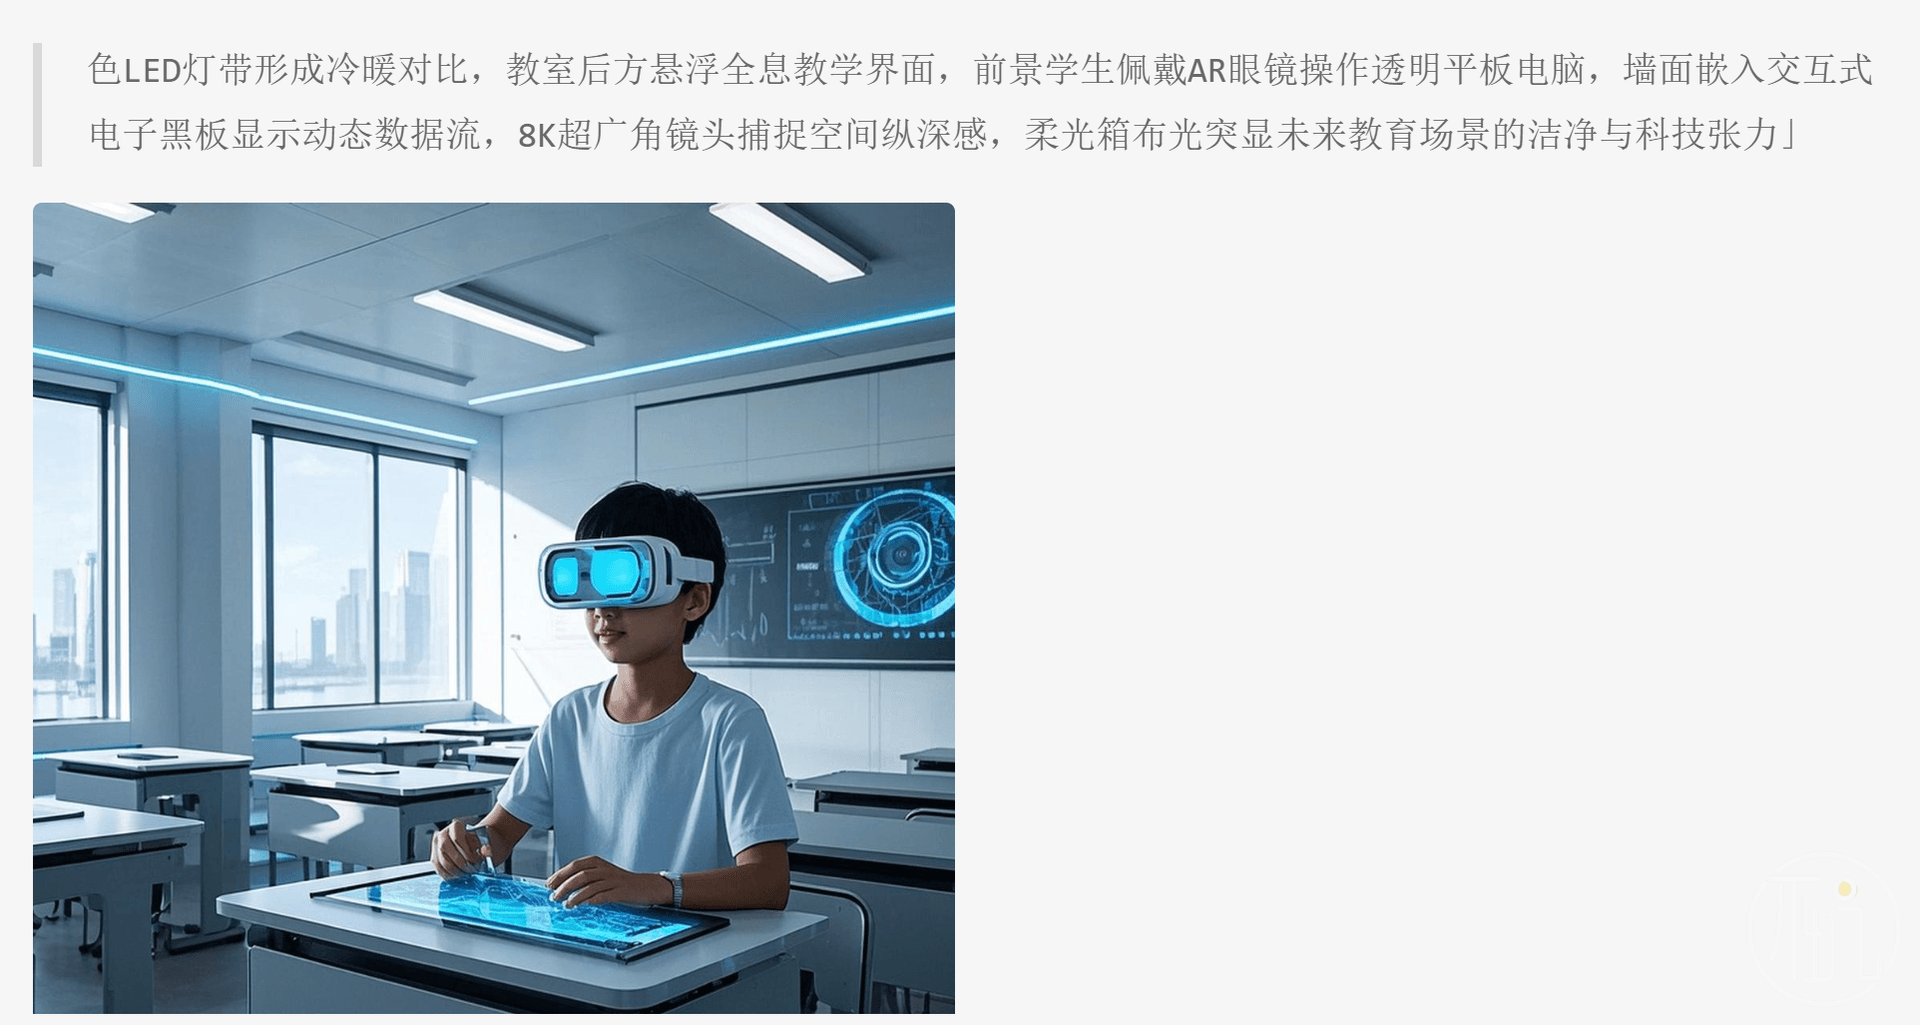 色LED灯带形成冷暖对比，教室后方悬浮全息教学界面，前景学生佩戴AR眼镜操作透明平板电脑，墙面嵌入交互式
电子黑板显示动态数据流，8K超广角镜头捕捉空间纵深感，柔光箱布光突显未来教育场景的洁净与科技张力」